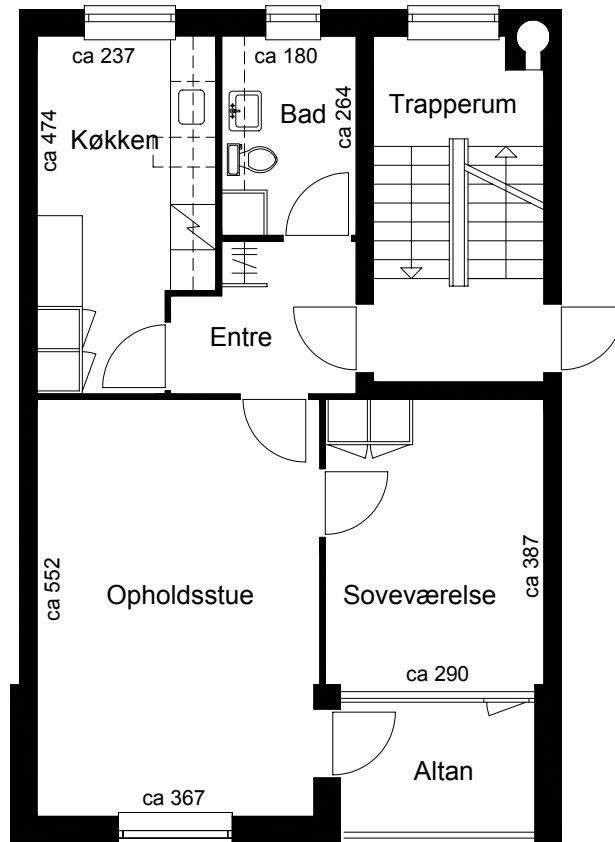 ca 237
ca 180
Køkken
ca 474
Bad
ca 264
Trapperum
Entre
Opholdsstue
ca 552
Soveværelse
ca 387
ca 290
Altan
ca 367